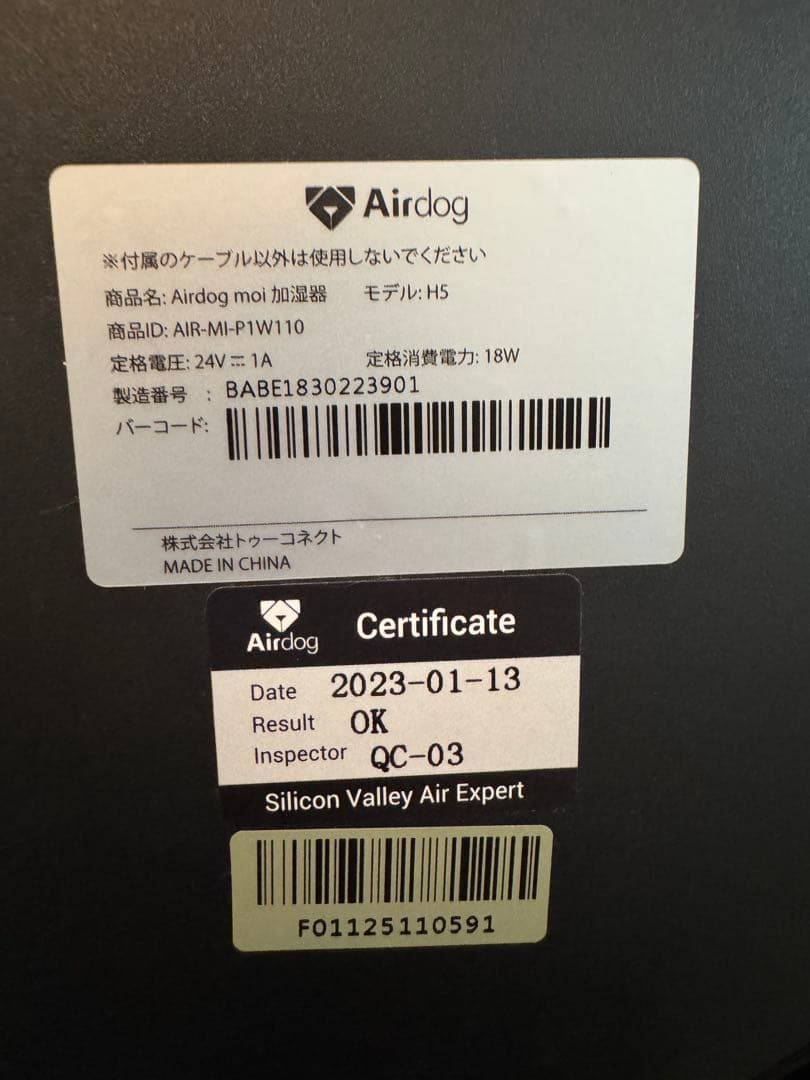 Airdog
※付属のケーブル以外は使用しないでください
商品名: Airdog moi 加湿器 モデル: H5
商品ID: AIR-MI-P1W110
定格電圧: 24V⎓1A 定格消費電力: 18W
製造番号 : BABE1830223901
バーコード:
株式会社トゥーコネクト
MADE IN CHINA
Airdog Certificate
Date 2023-01-13
Result OK
Inspector QC-03
Silicon Valley Air Expert
F01125110591